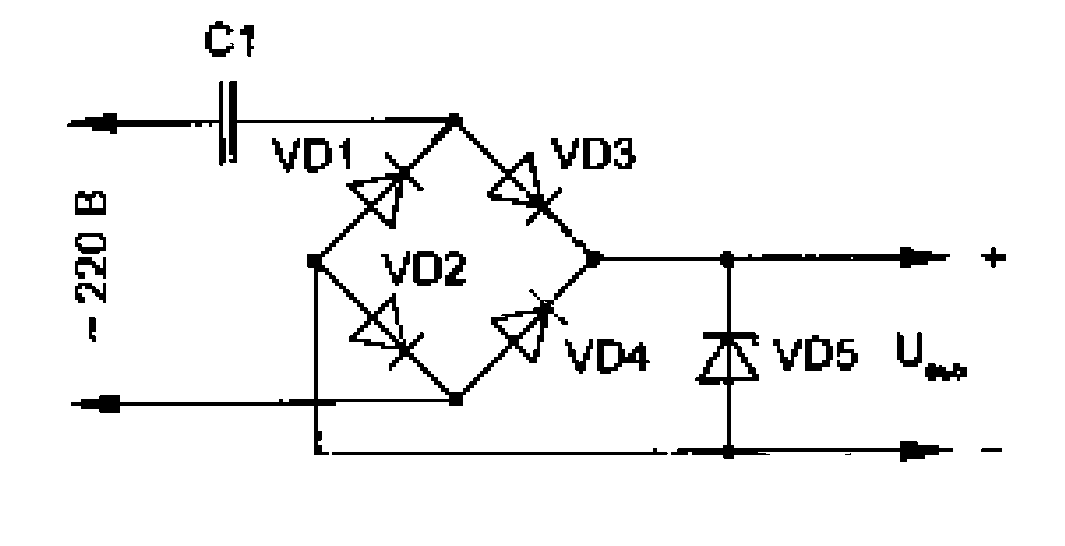 C1
VD1
VD3
~ 220 В
VD2
+
VD4
VD5
U
−